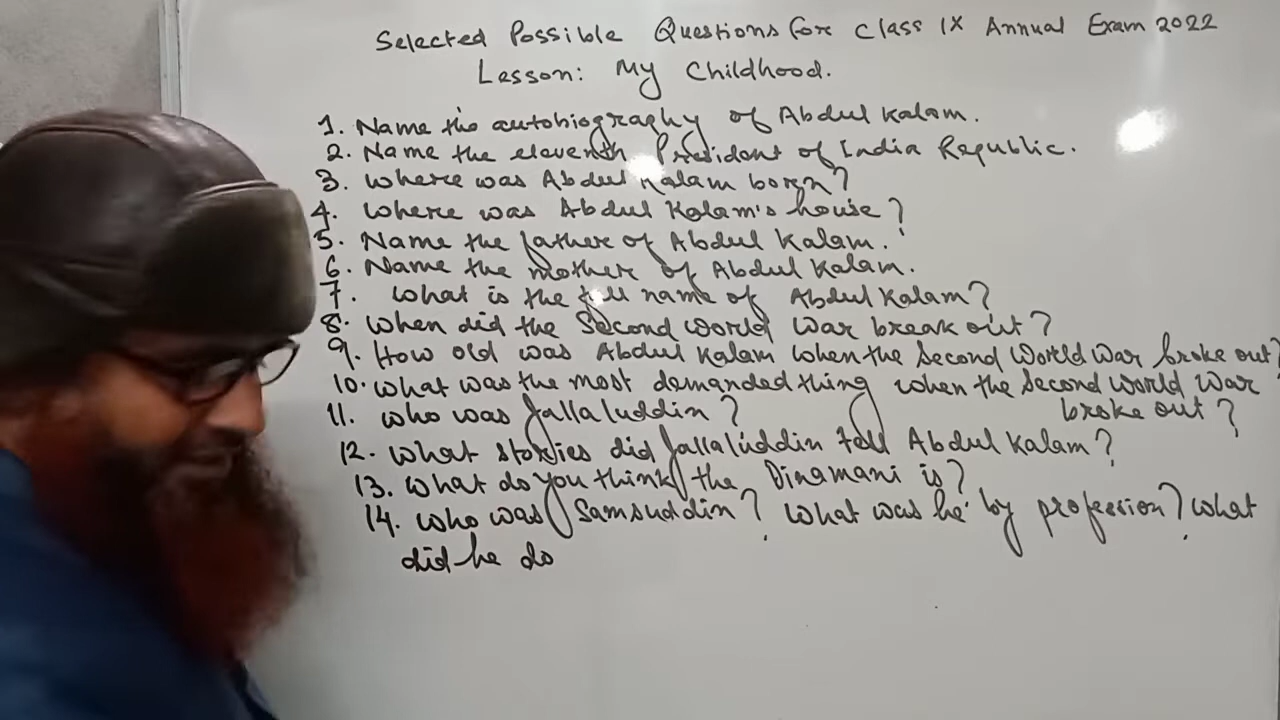 Selected Possible Questions for Class IX Annual Exam 2022
Lesson: My Childhood.
1. Name the autobiography of Abdul Kalam.
2. Name the eleventh President of India Republic.
3. Where was Abdul Kalam born?
4. Where was Abdul Kalam's house?
5. Name the father of Abdul Kalam.
6. Name the mother of Abdul Kalam.
7. What is the full name of Abdul Kalam?
8. When did the Second World War break out?
9. How old was Abdul Kalam when the Second World War broke out?
10. What was the most demanded thing when the Second World War
broke out?
11. Who was Jallaluddin?
12. What stories did Jallaluddin tell Abdul Kalam?
13. What do you think the Dinamani is?
14. Who was Samsuddin? What was he by profession? What
did he do